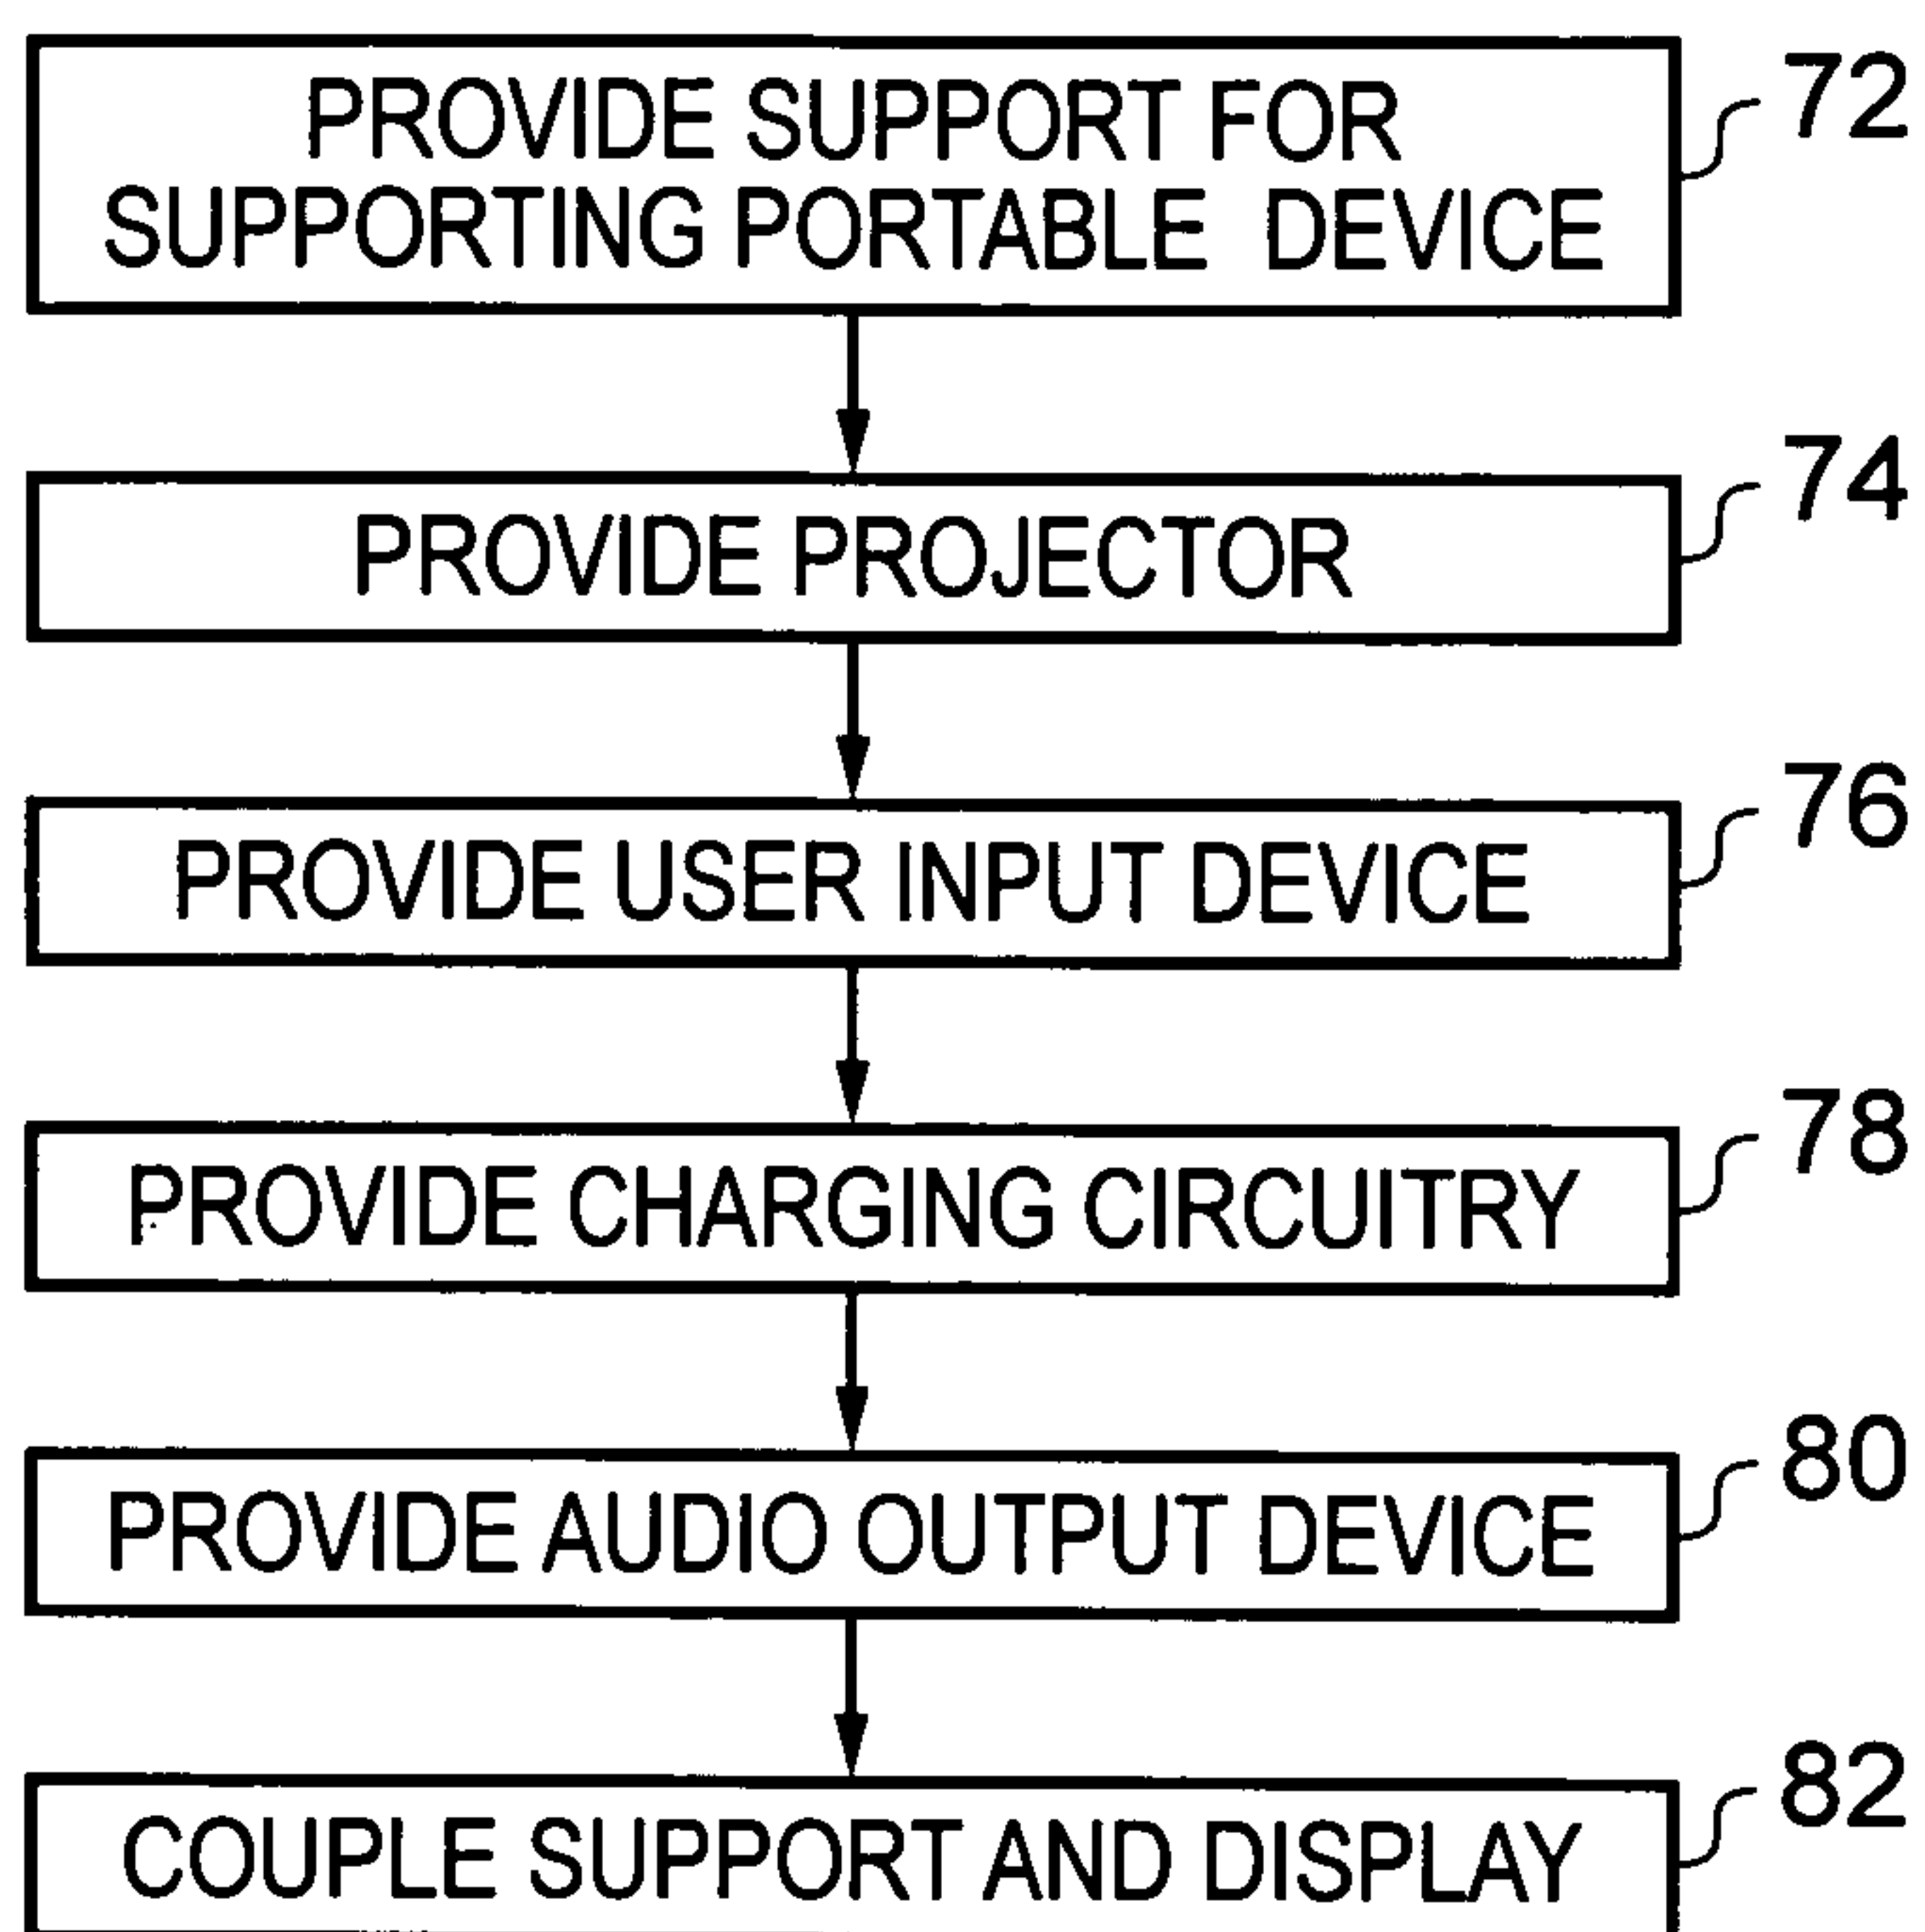 PROVIDE SUPPORT FOR
SUPPORTING PORTABLE DEVICE
72
PROVIDE PROJECTOR
74
PROVIDE USER INPUT DEVICE
76
PROVIDE CHARGING CIRCUITRY
78
PROVIDE AUDIO OUTPUT DEVICE
80
COUPLE SUPPORT AND DISPLAY
82